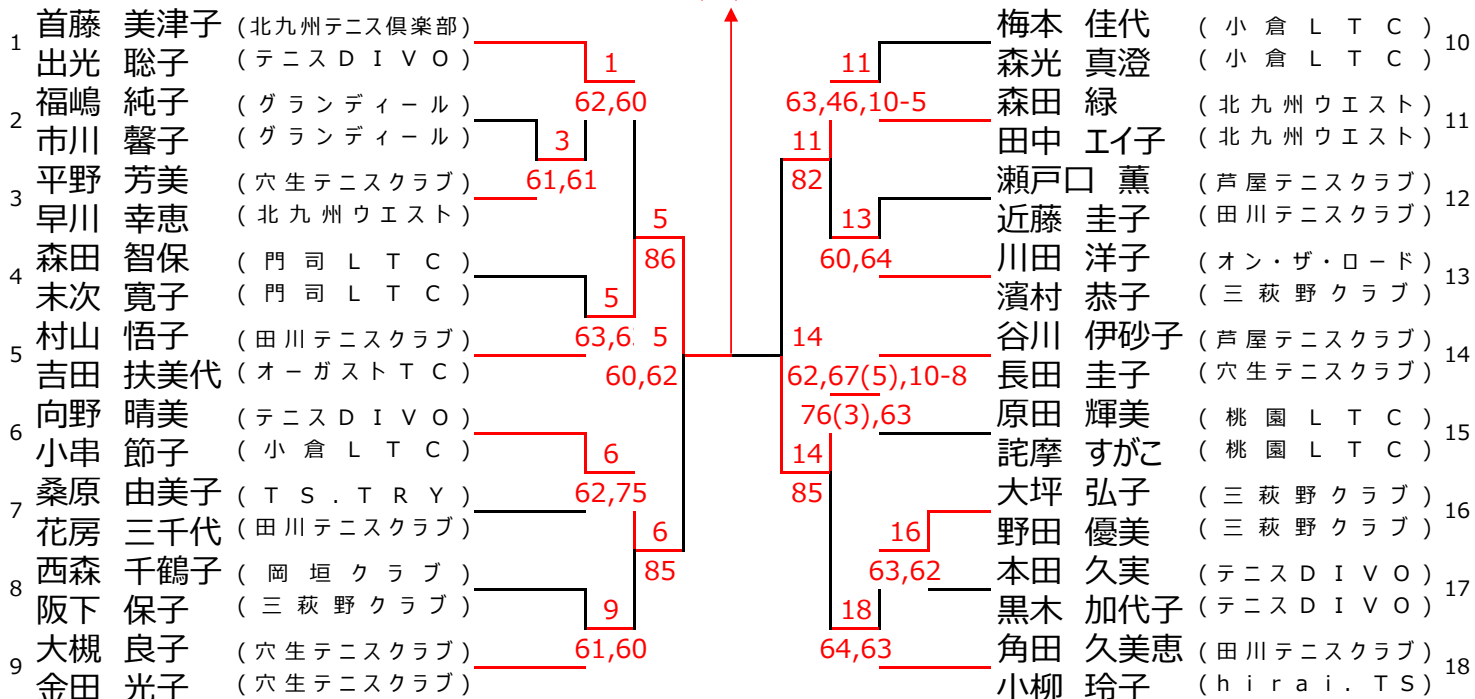 1
首藤 美津子 (北九州テニス倶楽部)
出光 聡子 (テニスＤＩＶＯ)
2
福嶋 純子 (グランディール)
市川 馨子 (グランディール)
3
平野 芳美 (穴生テニスクラブ)
早川 幸恵 (北九州ウエスト)
4
森田 智保 (門司ＬＴＣ)
末次 寛子 (門司ＬＴＣ)
5
村山 悟子 (田川テニスクラブ)
吉田 扶美代 (オーガストＴＣ)
6
向野 晴美 (テニスＤＩＶＯ)
小串 節子 (小倉ＬＴＣ)
7
桑原 由美子 (ＴＳ．ＴＲＹ)
花房 三千代 (田川テニスクラブ)
8
西森 千鶴子 (岡垣クラブ)
阪下 保子 (三萩野クラブ)
9
大槻 良子 (穴生テニスクラブ)
金田 光子 (穴生テニスクラブ)
1
62,60
3
61,61
5
86
5
63,6
5
60,62
6
62,75
6
85
9
61,60
11
63,46,10-5
11
82
13
60,64
14
62,67(5),10-8
76(3),63
14
85
16
63,62
18
64,63
梅本 佳代 (小倉ＬＴＣ)
森光 真澄 (小倉ＬＴＣ)
10
森田 緑 (北九州ウエスト)
田中 エイ子 (北九州ウエスト)
11
瀬戸口 薫 (芦屋テニスクラブ)
近藤 圭子 (田川テニスクラブ)
12
川田 洋子 (オン・ザ・ロード)
濱村 恭子 (三萩野クラブ)
13
谷川 伊砂子 (芦屋テニスクラブ)
長田 圭子 (穴生テニスクラブ)
14
原田 輝美 (桃園ＬＴＣ)
詫摩 すがこ (桃園ＬＴＣ)
15
大坪 弘子 (三萩野クラブ)
野田 優美 (三萩野クラブ)
16
本田 久実 (テニスＤＩＶＯ)
黒木 加代子 (テニスＤＩＶＯ)
17
角田 久美恵 (田川テニスクラブ)
小柳 玲子 (ｈｉｒａｉ．ＴＳ)
18